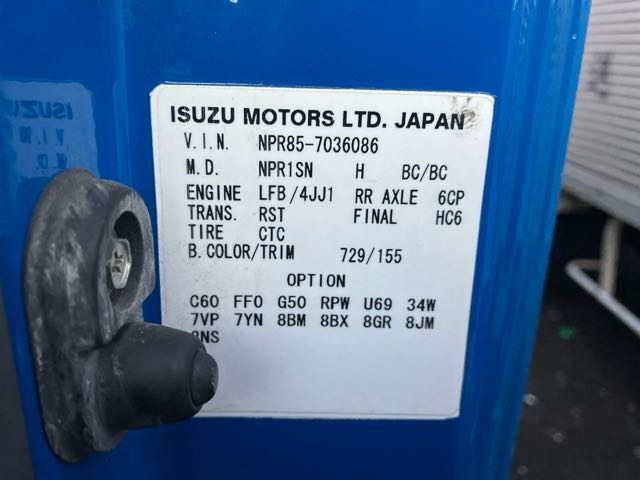 ISUZU MOTORS LTD. JAPAN
V.I.N. NPR85-7036086
M.D. NPR1SN H BC/BC
ENGINE LFB/4JJ1 RR AXLE 6CP
TRANS. RST FINAL HC6
TIRE CTC
B.COLOR/TRIM 729/155
OPTION
C60 FF0 G50 RPW U69 34W
7VP 7YN 8BM 8BX 8GR 8JM